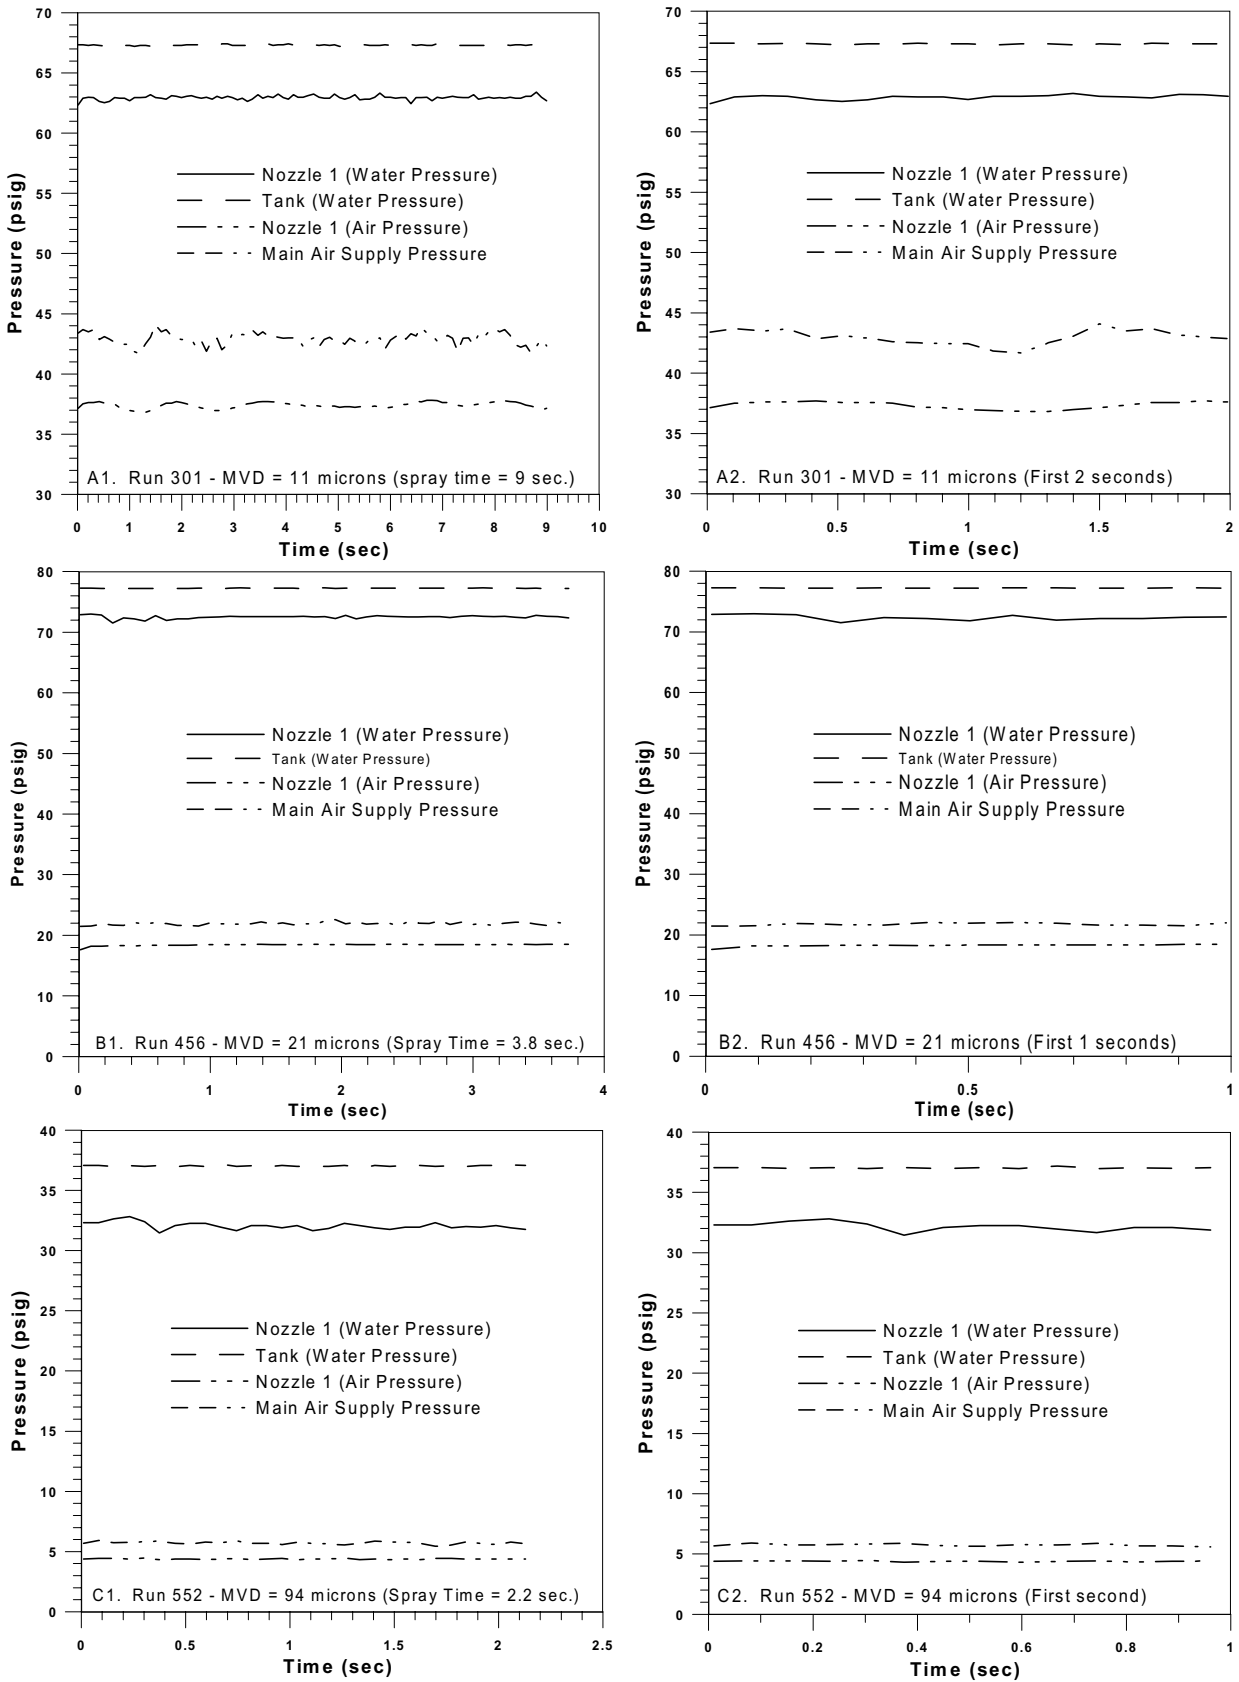 70
65
60
55
50
45
40
35
30
Pressure (psig)
Nozzle 1 (Water Pressure)
Tank (Water Pressure)
Nozzle 1 (Air Pressure)
Main Air Supply Pressure
A1. Run 301 - MVD = 11 microns (spray time = 9 sec.)
0 1 2 3 4 5 6 7 8 9 10
Time (sec)
70
65
60
55
50
45
40
35
30
Pressure (psig)
Nozzle 1 (Water Pressure)
Tank (Water Pressure)
Nozzle 1 (Air Pressure)
Main Air Supply Pressure
A2. Run 301 - MVD = 11 microns (First 2 seconds)
0 0.5 1 1.5 2
Time (sec)
80
70
60
50
40
30
20
10
0
Pressure (psig)
Nozzle 1 (Water Pressure)
Tank (Water Pressure)
Nozzle 1 (Air Pressure)
Main Air Supply Pressure
B1. Run 456 - MVD = 21 microns (Spray Time = 3.8 sec.)
0 1 2 3 4
Time (sec)
80
70
60
50
40
30
20
10
0
Pressure (psig)
Nozzle 1 (Water Pressure)
Tank (Water Pressure)
Nozzle 1 (Air Pressure)
Main Air Supply Pressure
B2. Run 456 - MVD = 21 microns (First 1 seconds)
0 0.5 1
Time (sec)
40
35
30
25
20
15
10
5
0
Pressure (psig)
Nozzle 1 (Water Pressure)
Tank (Water Pressure)
Nozzle 1 (Air Pressure)
Main Air Supply Pressure
C1. Run 552 - MVD = 94 microns (Spray Time = 2.2 sec.)
0 0.5 1 1.5 2 2.5
Time (sec)
40
35
30
25
20
15
10
5
0
Pressure (psig)
Nozzle 1 (Water Pressure)
Tank (Water Pressure)
Nozzle 1 (Air Pressure)
Main Air Supply Pressure
C2. Run 552 - MVD = 94 microns (First second)
0 0.2 0.4 0.6 0.8 1
Time (sec)